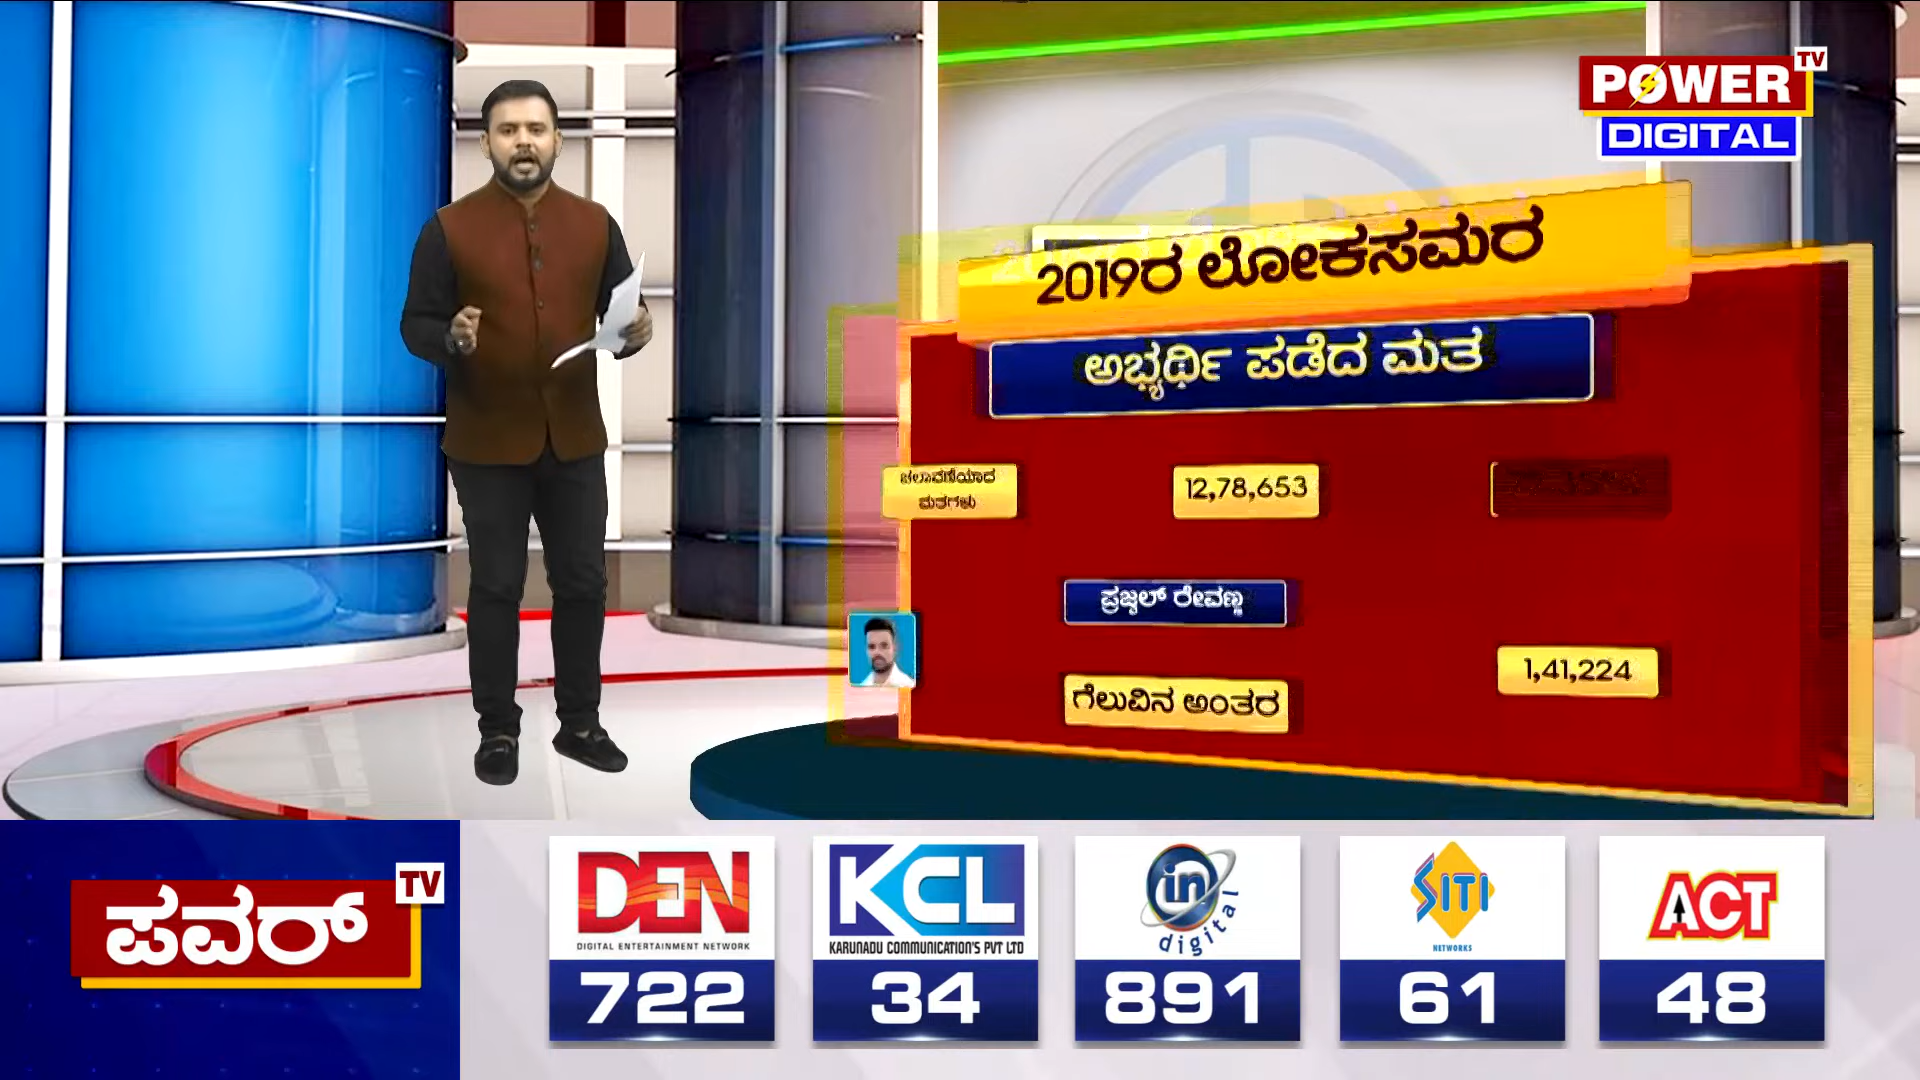 POWER TV
DIGITAL
2019ರ ಲೋಕಸಮರ
ಅಭ್ಯರ್ಥಿ ಪಡೆದ ಮತ
ಚಲಾವಣೆಯಾದ
ಮತಗಳು
12,78,653
ಪ್ರಜ್ವಲ್ ರೇವಣ್ಣ
1,41,224
ಗೆಲುವಿನ ಅಂತರ
ಪವರ್ TV
DEN
DIGITAL ENTERTAINMENT NETWORK
722
KCL
KARUNADU COMMUNICATION'S PVT LTD
34
in
digital
891
SITI
NETWORKS
61
ACT
48